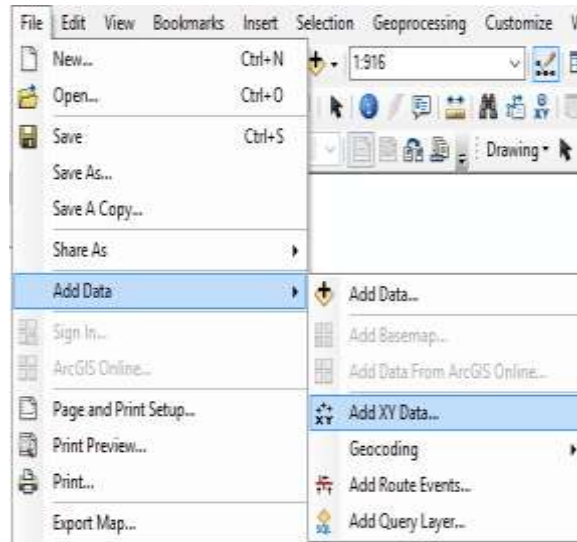 File Edit View Bookmarks Insert Selection Geoprocessing Customize
New... Ctrl+N
1:916
Open... Ctrl+O
Save Ctrl+S
Drawing
Save As...
Save A Copy...
Share As
Add Data
Add Data...
Sign In...
Add Basemap...
ArcGIS Online...
Add Data From ArcGIS Online...
Page and Print Setup...
XY Add XY Data...
Print Preview...
Geocoding
Print...
Add Route Events...
Export Map...
SQL Add Query Layer...